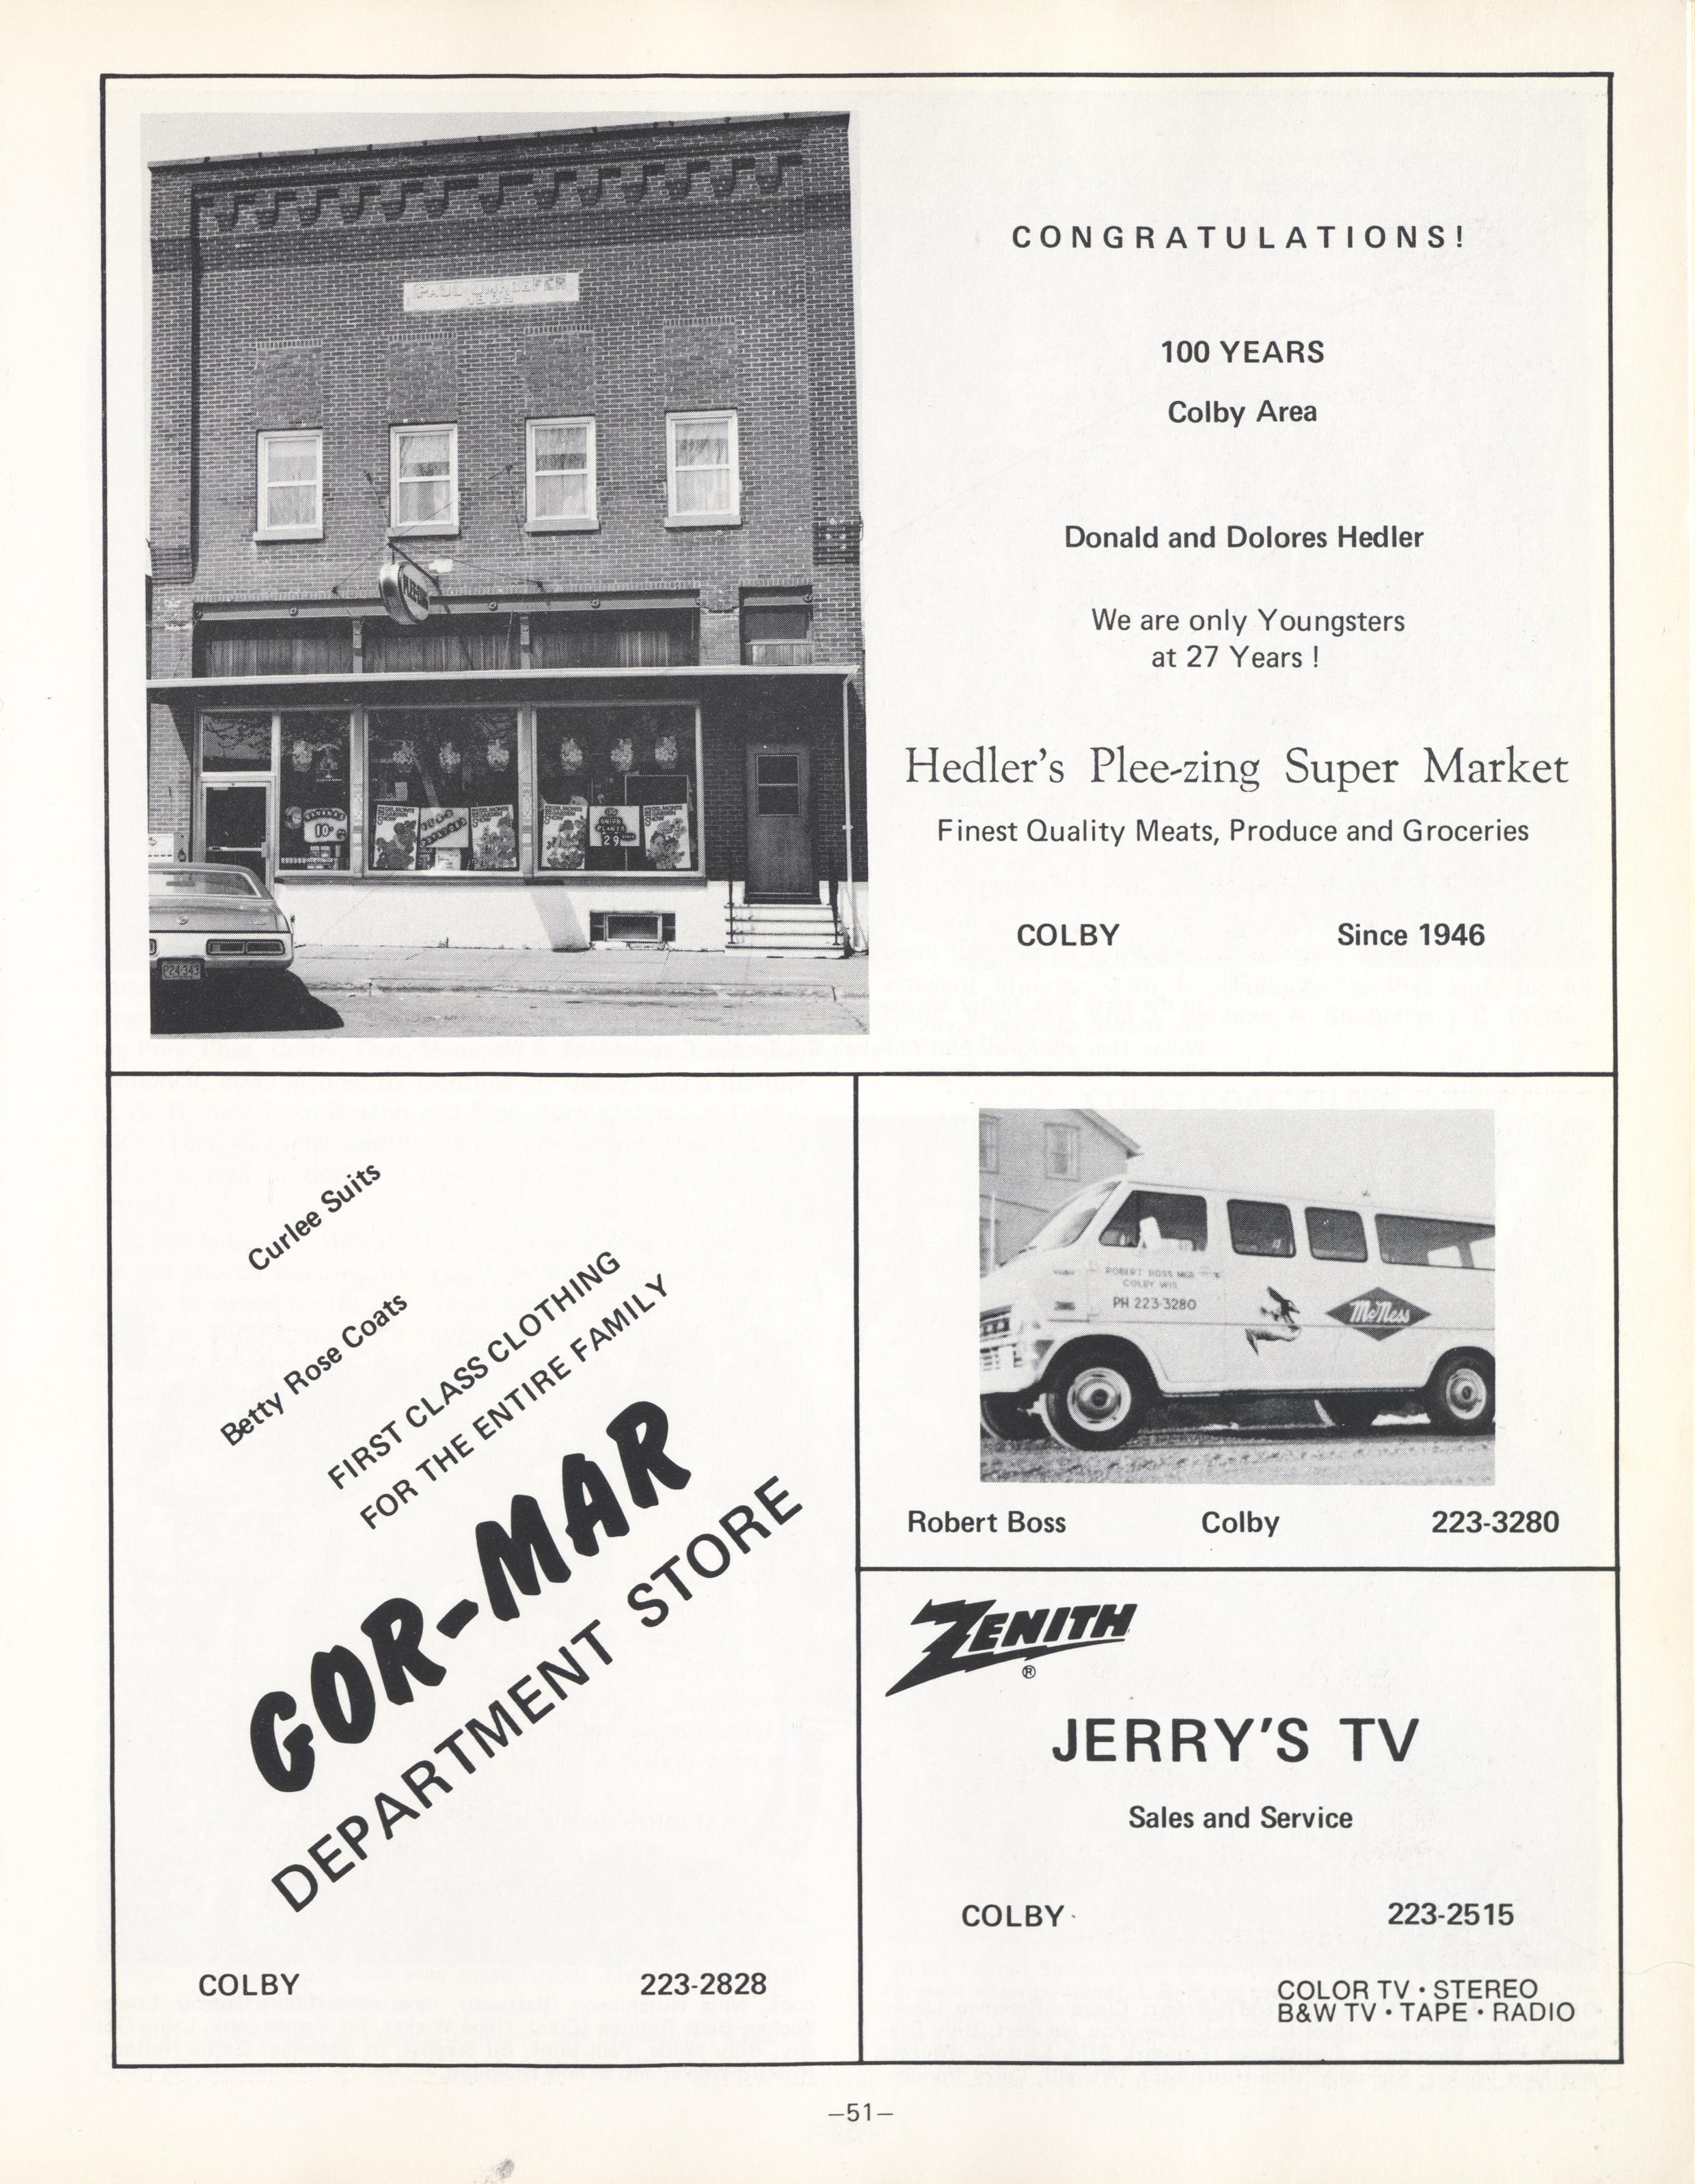 CONGRATULATIONS!
100 YEARS
Colby Area
Donald and Dolores Hedler
We are only Youngsters
at 27 Years !
Hedler's Plee-zing Super Market
Finest Quality Meats, Produce and Groceries
COLBY Since 1946
PLEE-ZING
10¢
29
Curlee Suits
Betty Rose Coats
FIRST CLASS CLOTHING
FOR THE ENTIRE FAMILY
GOR-MAR
DEPARTMENT STORE
COLBY 223-2828
ROBERT BOSS MGR
COLBY WIS
PH 223-3280
McNess
Robert Boss Colby 223-3280
ZENITH
®
JERRY'S TV
Sales and Service
COLBY 223-2515
COLOR TV • STEREO
B&W TV • TAPE • RADIO
—51—